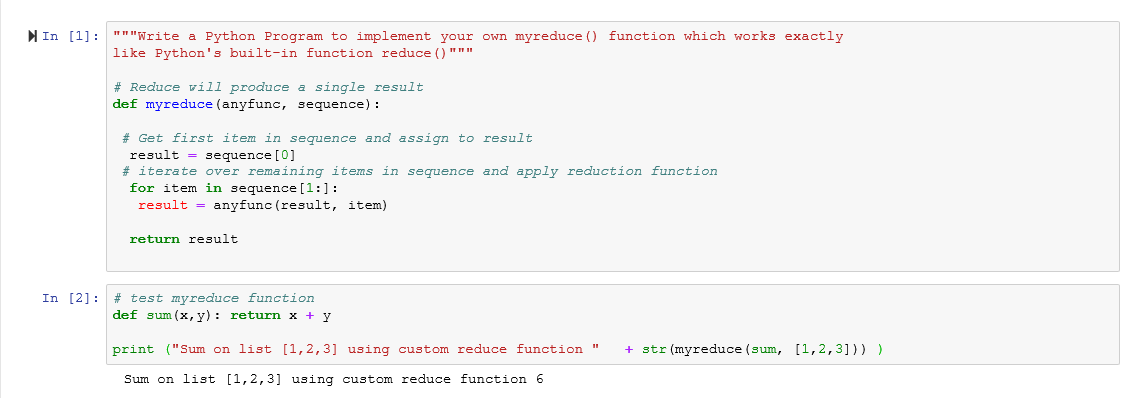 In [1]: """Write a Python Program to implement your own myreduce() function which works exactly
like Python's built-in function reduce()"""
# Reduce will produce a single result
def myreduce(anyfunc, sequence):
# Get first item in sequence and assign to result
result = sequence[0]
# iterate over remaining items in sequence and apply reduction function
for item in sequence[1:]:
result = anyfunc(result, item)
return result
In [2]: # test myreduce function
def sum(x,y): return x + y
print ("Sum on list [1,2,3] using custom reduce function "   + str(myreduce(sum, [1,2,3])) )
Sum on list [1,2,3] using custom reduce function 6